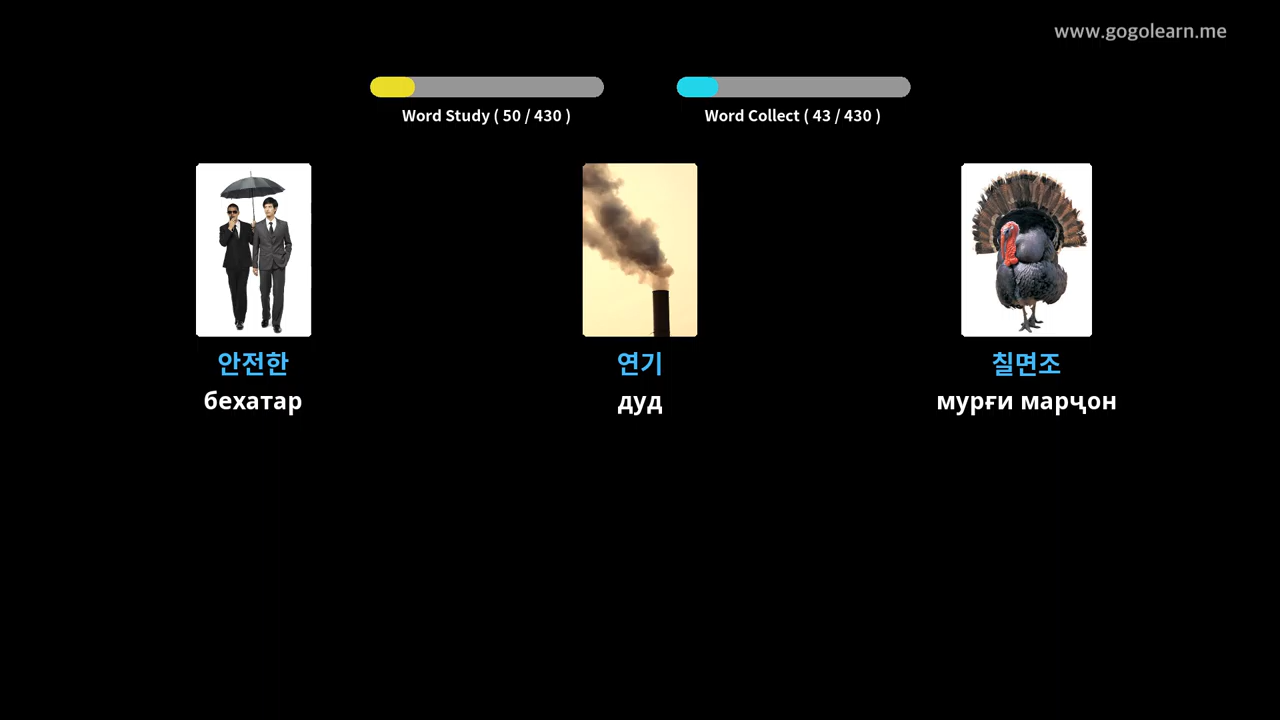 www.gogolearn.me
Word Study ( 50 / 430 )
Word Collect ( 43 / 430 )
안전한
연기
칠면조
бехатар
дуд
мурғи марҷон